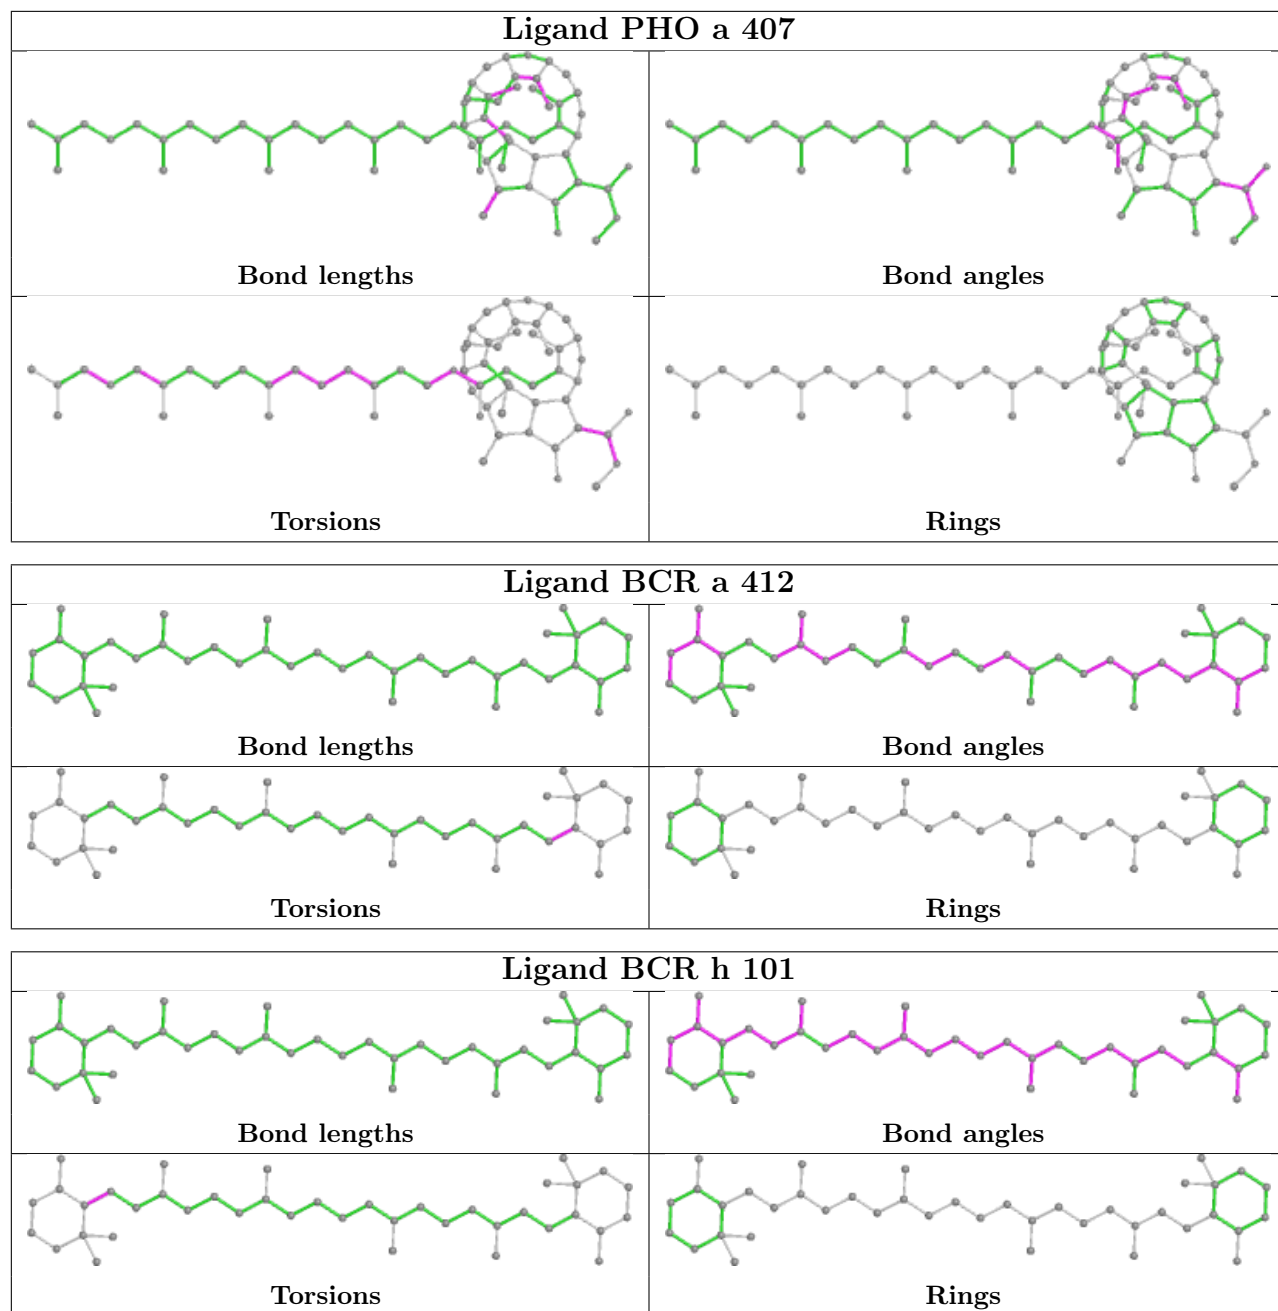 Ligand PHO a 407
Bond lengths
Bond angles
Torsions
Rings
Ligand BCR a 412
Bond lengths
Bond angles
Torsions
Rings
Ligand BCR h 101
Bond lengths
Bond angles
Torsions
Rings